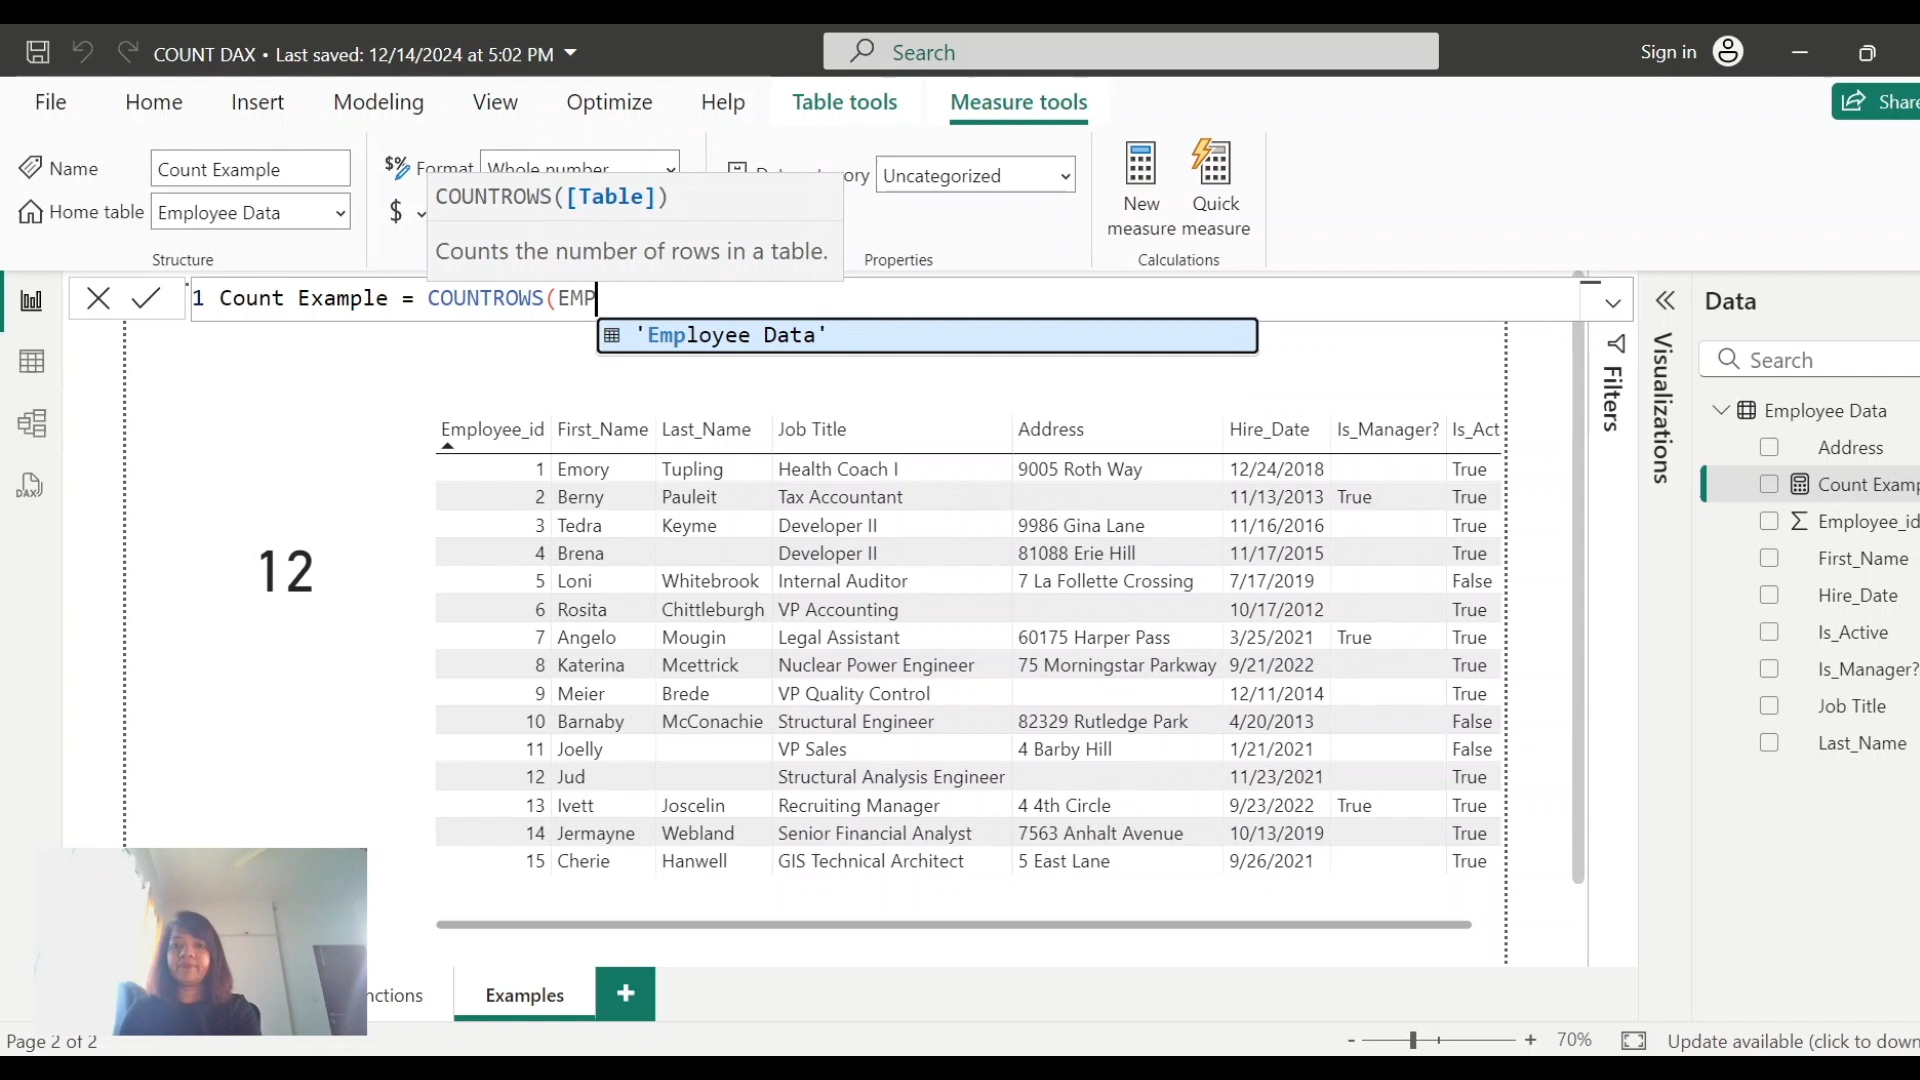 COUNT DAX • Last saved: 12/14/2024 at 5:02 PM
Search
Sign in
File Home Insert Modeling View Optimize Help Table tools Measure tools
Share
Name Count Example
Format Whole number
Uncategorized
Home table Employee Data
$
New measure
Quick measure
Structure
Properties
Calculations
COUNTROWS([Table])
Counts the number of rows in a table.
1 Count Example = COUNTROWS(EMP
'Employee Data'
12
Employee_id First_Name Last_Name Job Title Address Hire_Date Is_Manager? Is_Act
1 Emory Tupling Health Coach I 9005 Roth Way 12/24/2018 True
2 Berny Pauleit Tax Accountant 11/13/2013 True True
3 Tedra Keyme Developer II 9986 Gina Lane 11/16/2016 True
4 Brena Developer II 81088 Erie Hill 11/17/2015 True
5 Loni Whitebrook Internal Auditor 7 La Follette Crossing 7/17/2019 False
6 Rosita Chittleburgh VP Accounting 10/17/2012 True
7 Angelo Mougin Legal Assistant 60175 Harper Pass 3/25/2021 True True
8 Katerina Mcettrick Nuclear Power Engineer 75 Morningstar Parkway 9/21/2022 True
9 Meier Brede VP Quality Control 12/11/2014 True
10 Barnaby McConachie Structural Engineer 82329 Rutledge Park 4/20/2013 False
11 Joelly VP Sales 4 Barby Hill 1/21/2021 False
12 Jud Structural Analysis Engineer 11/23/2021 True
13 Ivett Joscelin Recruiting Manager 4 4th Circle 9/23/2022 True True
14 Jermayne Webland Senior Financial Analyst 7563 Anhalt Avenue 10/13/2019 True
15 Cherie Hanwell GIS Technical Architect 5 East Lane 9/26/2021 True
Filters
Visualizations
Data
Search
Employee Data
Address
Count Examp
Employee_id
First_Name
Hire_Date
Is_Active
Is_Manager?
Job Title
Last_Name
nctions
Examples
+
Page 2 of 2
- + 70%
Update available (click to down